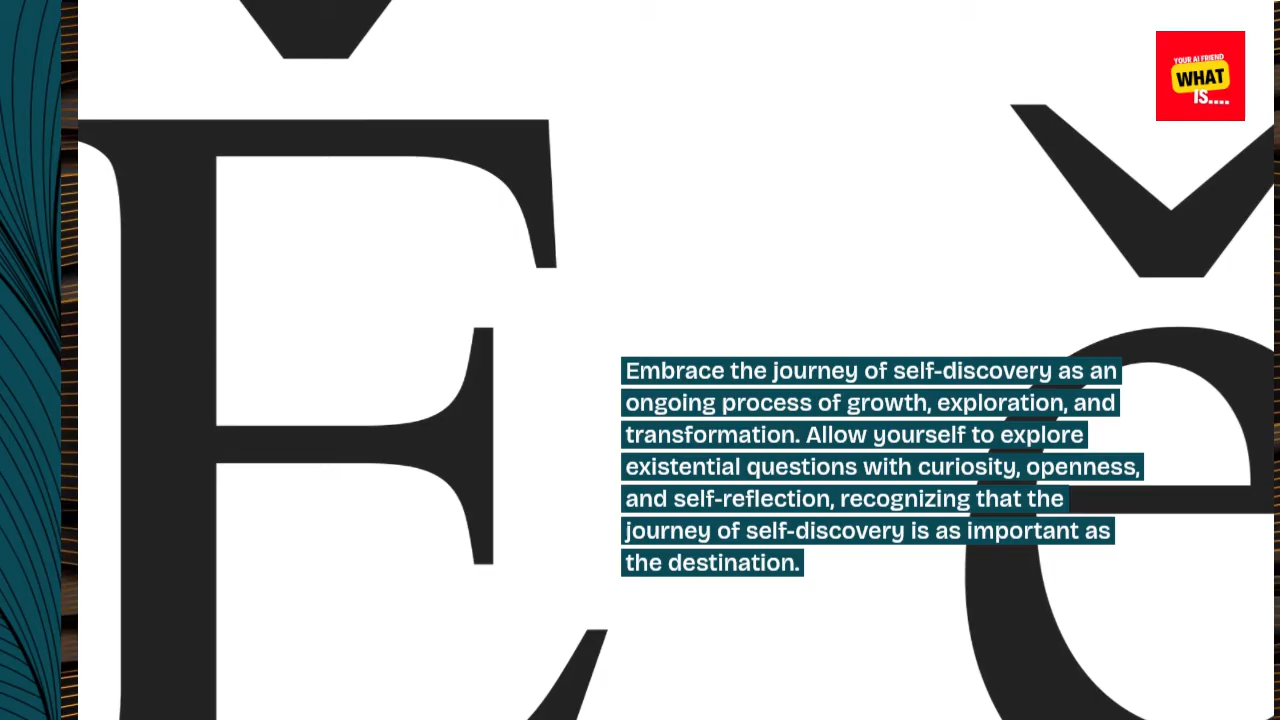 YOUR AI FRIEND
WHAT
IS....
Ě ě
Embrace the journey of self-discovery as an
ongoing process of growth, exploration, and
transformation. Allow yourself to explore
existential questions with curiosity, openness,
and self-reflection, recognizing that the
journey of self-discovery is as important as
the destination.